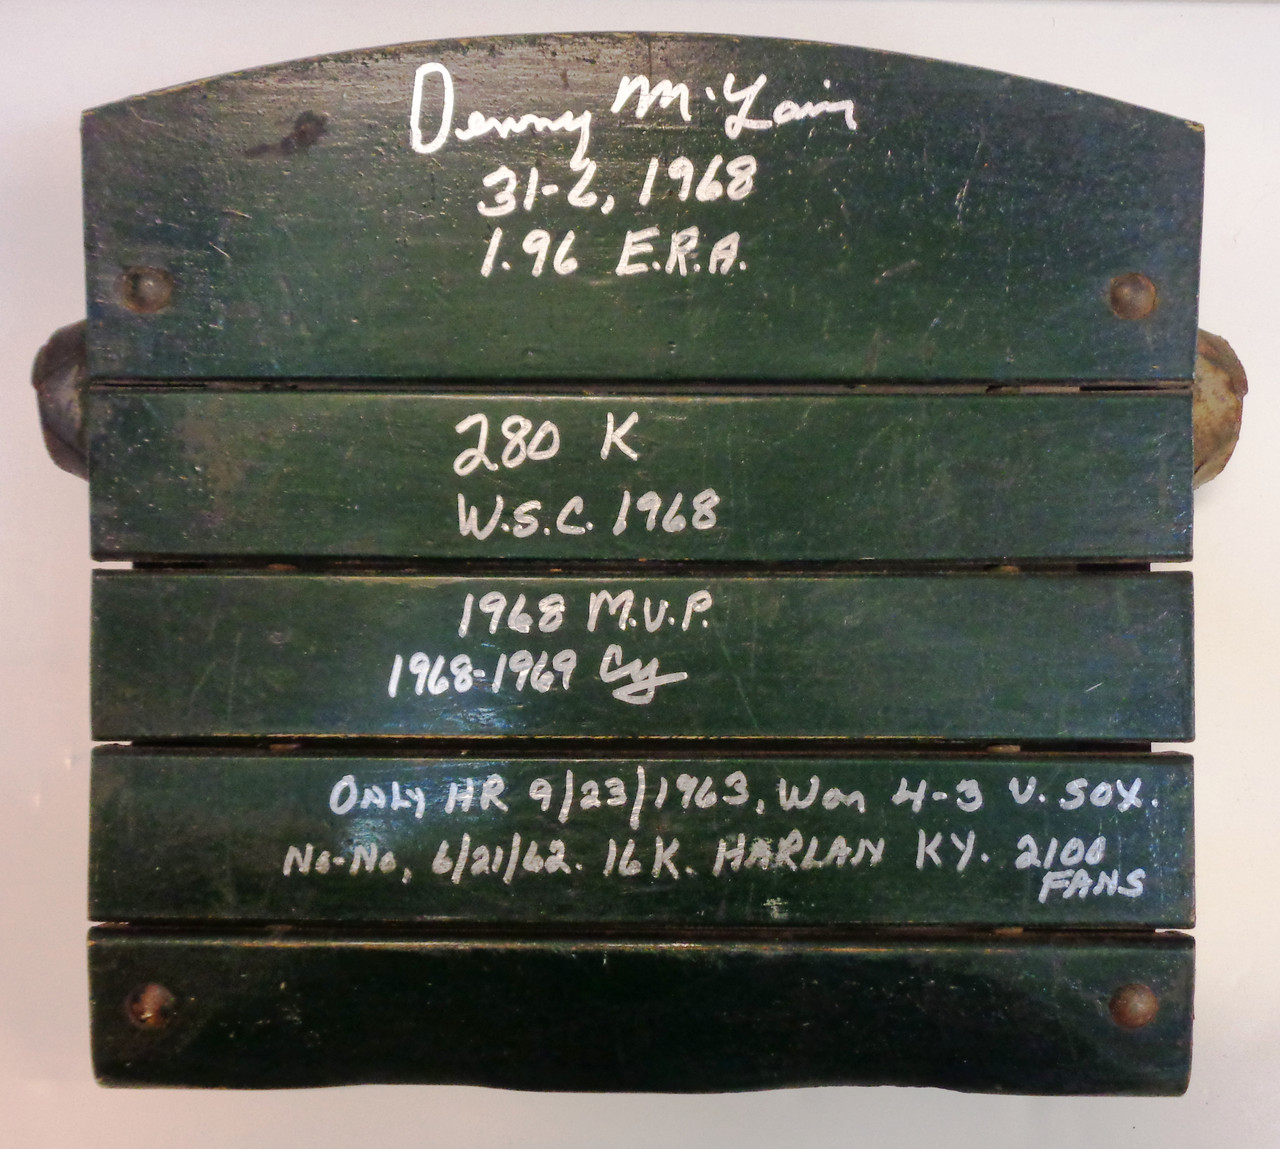 Denny McLain
31-6, 1968
1.96 E.R.A.
280 K
W.S.C. 1968
1968 M.V.P.
1968-1969 Cy
Only HR 9/23/1963, Won 4-3 V. SOX.
No-No, 6/21/62. 16 K. HARLAN KY. 2100
FANS